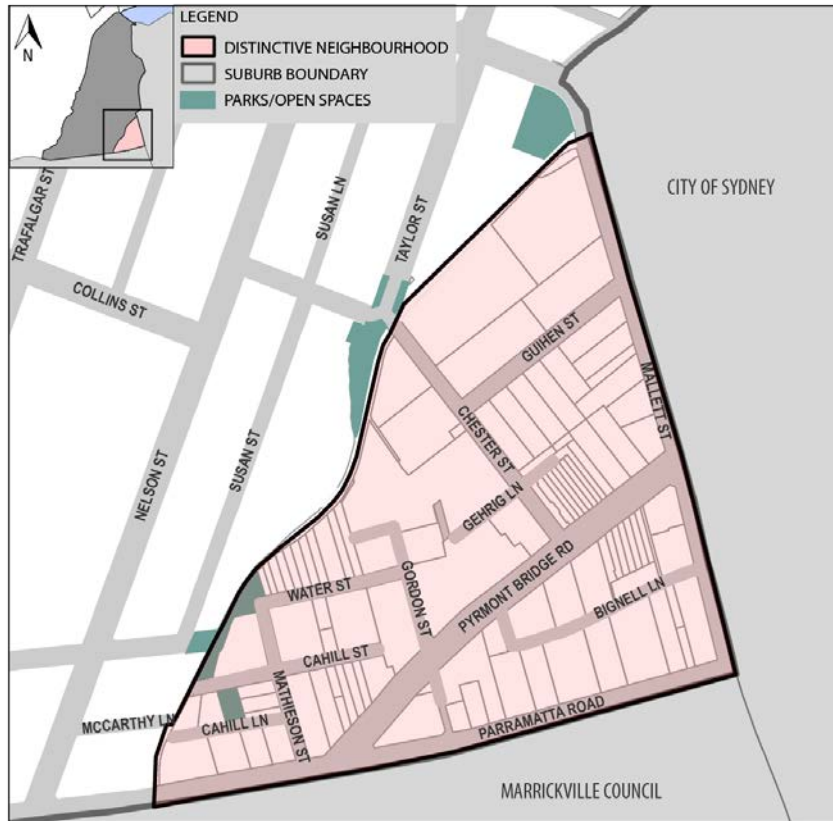 LEGEND
DISTINCTIVE NEIGHBOURHOOD
SUBURB BOUNDARY
PARKS/OPEN SPACES
N
CITY OF SYDNEY
TRAFALGAR ST
SUSAN LN
TAYLOR ST
COLLINS ST
GUIHEN ST
MALLETT ST
CHESTER ST
NELSON ST
SUSAN ST
GEHRIG LN
PYRMONT BRIDGE RD
WATER ST
GORDON ST
BIGNELL LN
CAHILL ST
MATHIESON ST
MCCARTHY LN
CAHILL LN
PARRAMATTA ROAD
MARRICKVILLE COUNCIL